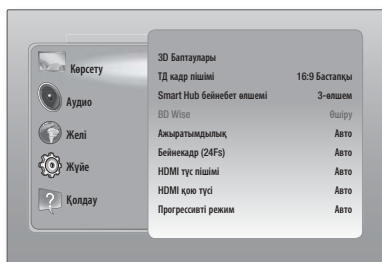 Көрсету
Аудио
Желі
Жүйе
Қолдау
3D Баптаулары
ТД кадр пішімі 16:9 Бастапқы
Smart Hub бейнебет өлшемі 3-өлшем
BD Wise Өшіру
Ажыратымдылық Авто
Бейнекадр (24Fs) Авто
HDMI түс пішімі Авто
HDMI қою түсі Авто
Прогрессивті режим Авто